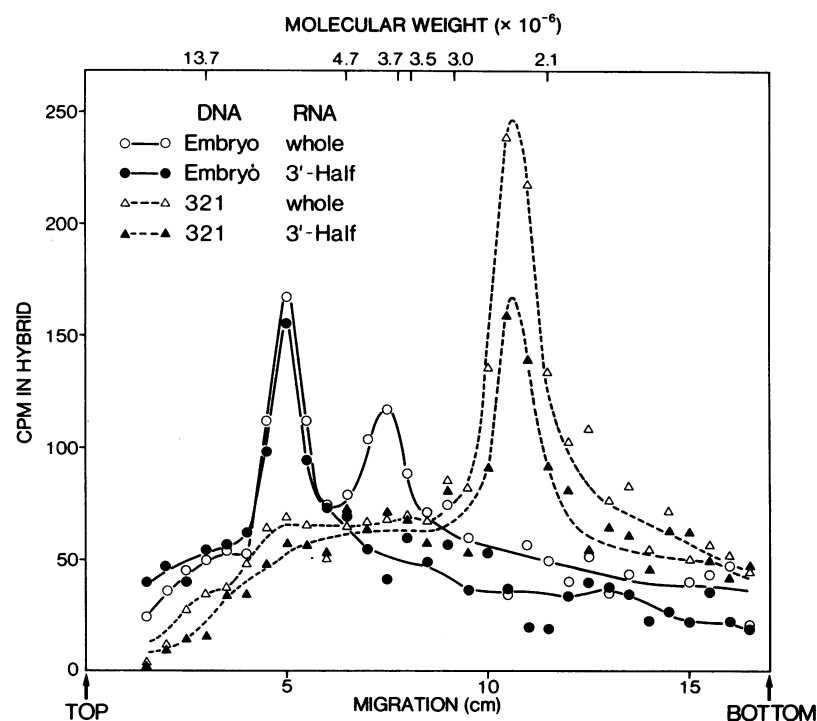 MOLECULAR WEIGHT (× 10⁻⁶)
13.7 4.7 3.7 3.5 3.0 2.1
DNA RNA
Embryo whole
Embryo 3'-Half
321 whole
321 3'-Half
CPM IN HYBRID
250
200
150
100
50
0
5 10 15
TOP MIGRATION (cm) BOTTOM